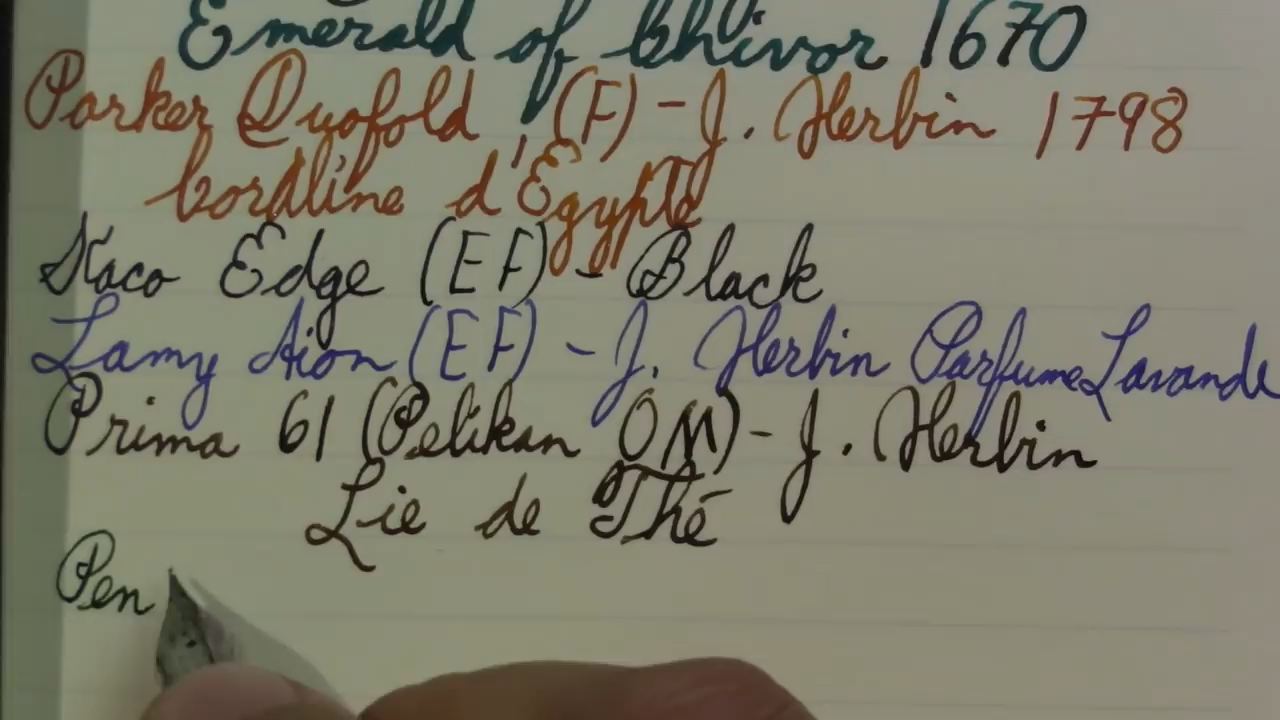 Emerald of Chivor 1670
Parker Duofold (F) - J. Herbin 1798
Cornaline d'Egypte
Kaco Edge (EF) - Black
Lamy Aion (EF) - J. Herbin Parfume Lavande
Prima 61 (Pelikan OM) - J. Herbin
Lie de Thé
Pen